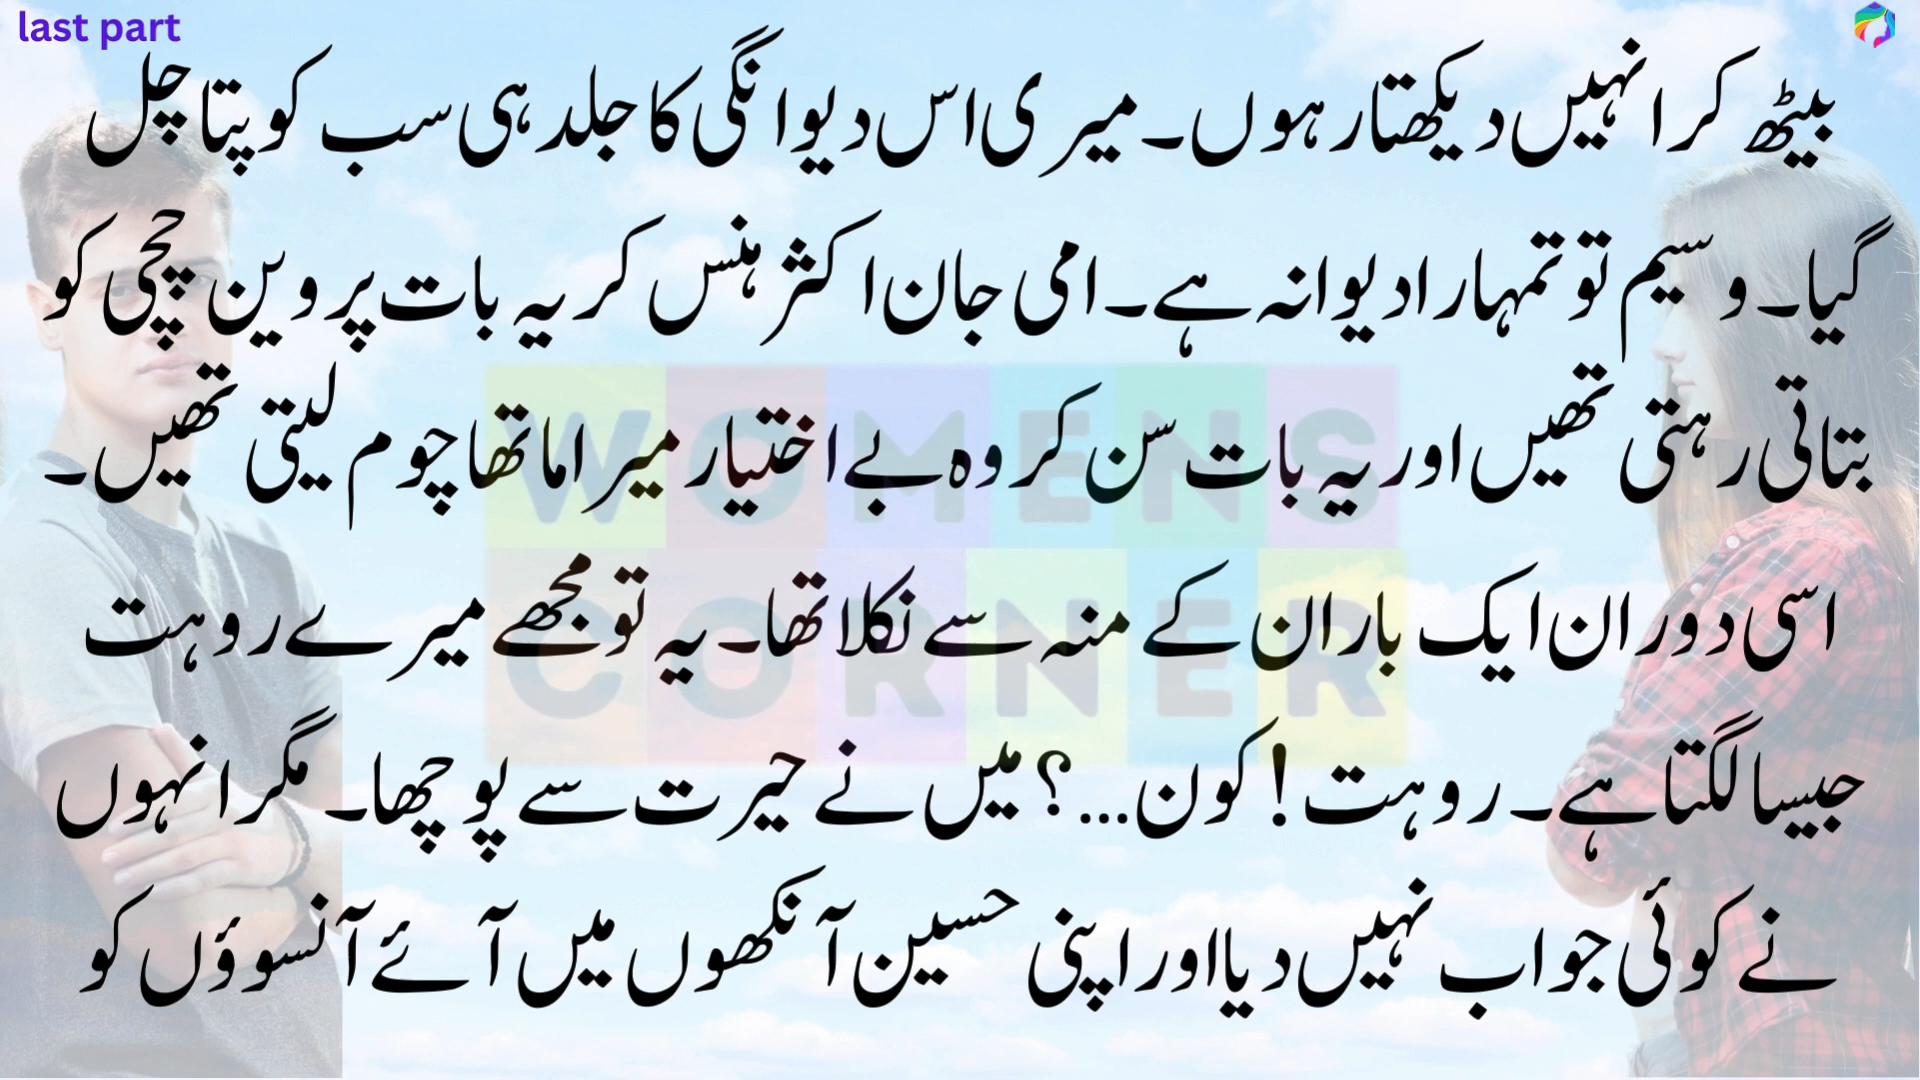 last part
بیٹھ کر انہیں دیکھتا رہوں۔ میری اس دیوانگی کا جلد ہی سب کو پتا چل
گیا۔ وسیم تو تمہارا دیوانہ ہے۔ امی جان اکثر ہنس کر یہ بات پروین چچی کو
بتاتی رہتی تھیں اور یہ بات سن کر وہ بے اختیار میرا ماتھا چوم لیتی تھیں۔
اسی دوران ایک بار ان کے منہ سے نکلا تھا۔ یہ تو مجھے میرے روہت
جیسا لگتا ہے۔ روہت! کون...؟ میں نے حیرت سے پوچھا۔ مگر انہوں
نے کوئی جواب نہیں دیا اور اپنی حسین آنکھوں میں آئے آنسوؤں کو
WOMENS
CORNER